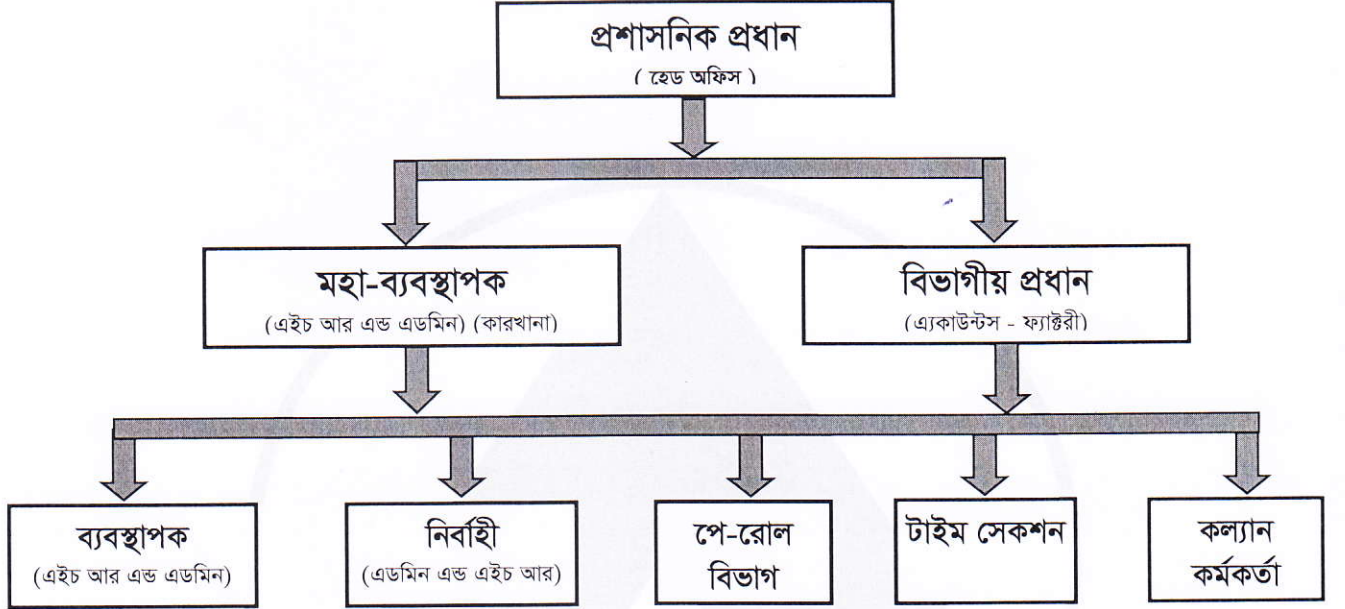 প্রশাসনিক প্রধান
( হেড অফিস )
মহা-ব্যবস্থাপক
(এইচ আর এন্ড এডমিন) (কারখানা)
বিভাগীয় প্রধান
(এ্যকাউন্টস - ফ্যাক্টরী)
ব্যবস্থাপক
(এইচ আর এন্ড এডমিন)
নির্বাহী
(এডমিন এন্ড এইচ আর)
পে-রোল
বিভাগ
টাইম সেকশন
কল্যান
কর্মকর্তা